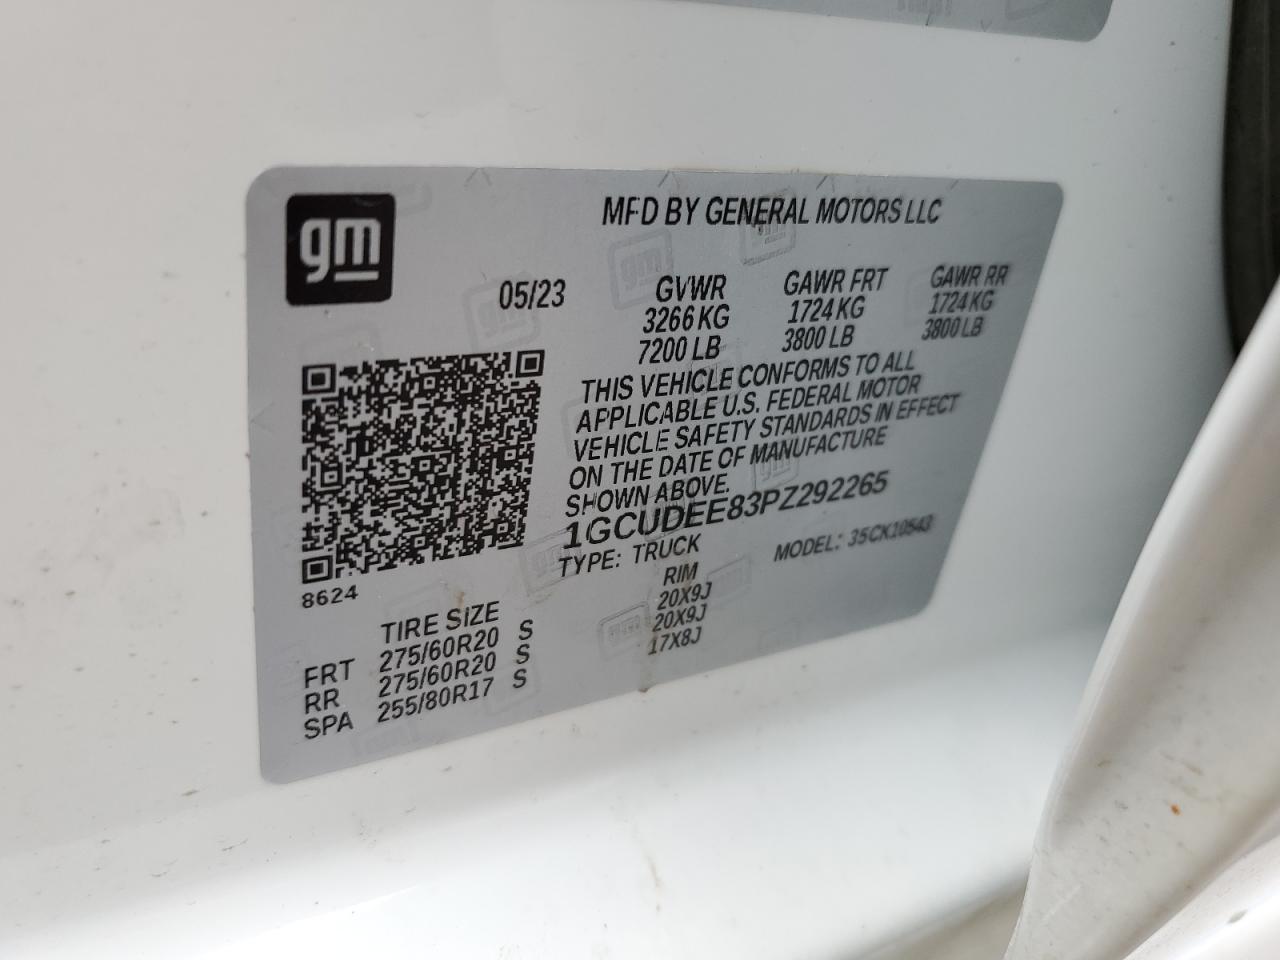 gm
MFD BY GENERAL MOTORS LLC
05/23 GVWR GAWR FRT GAWR RR
3266 KG 1724 KG 1724 KG
7200 LB 3800 LB 3800 LB
THIS VEHICLE CONFORMS TO ALL
APPLICABLE U.S. FEDERAL MOTOR
VEHICLE SAFETY STANDARDS IN EFFECT
ON THE DATE OF MANUFACTURE
SHOWN ABOVE.
1GCUDEE83PZ292265
TYPE: TRUCK MODEL: 35CK10543
8624
TIRE SIZE RIM
FRT 275/60R20 S 20X9J
RR 275/60R20 S 20X9J
SPA 255/80R17 S 17X8J